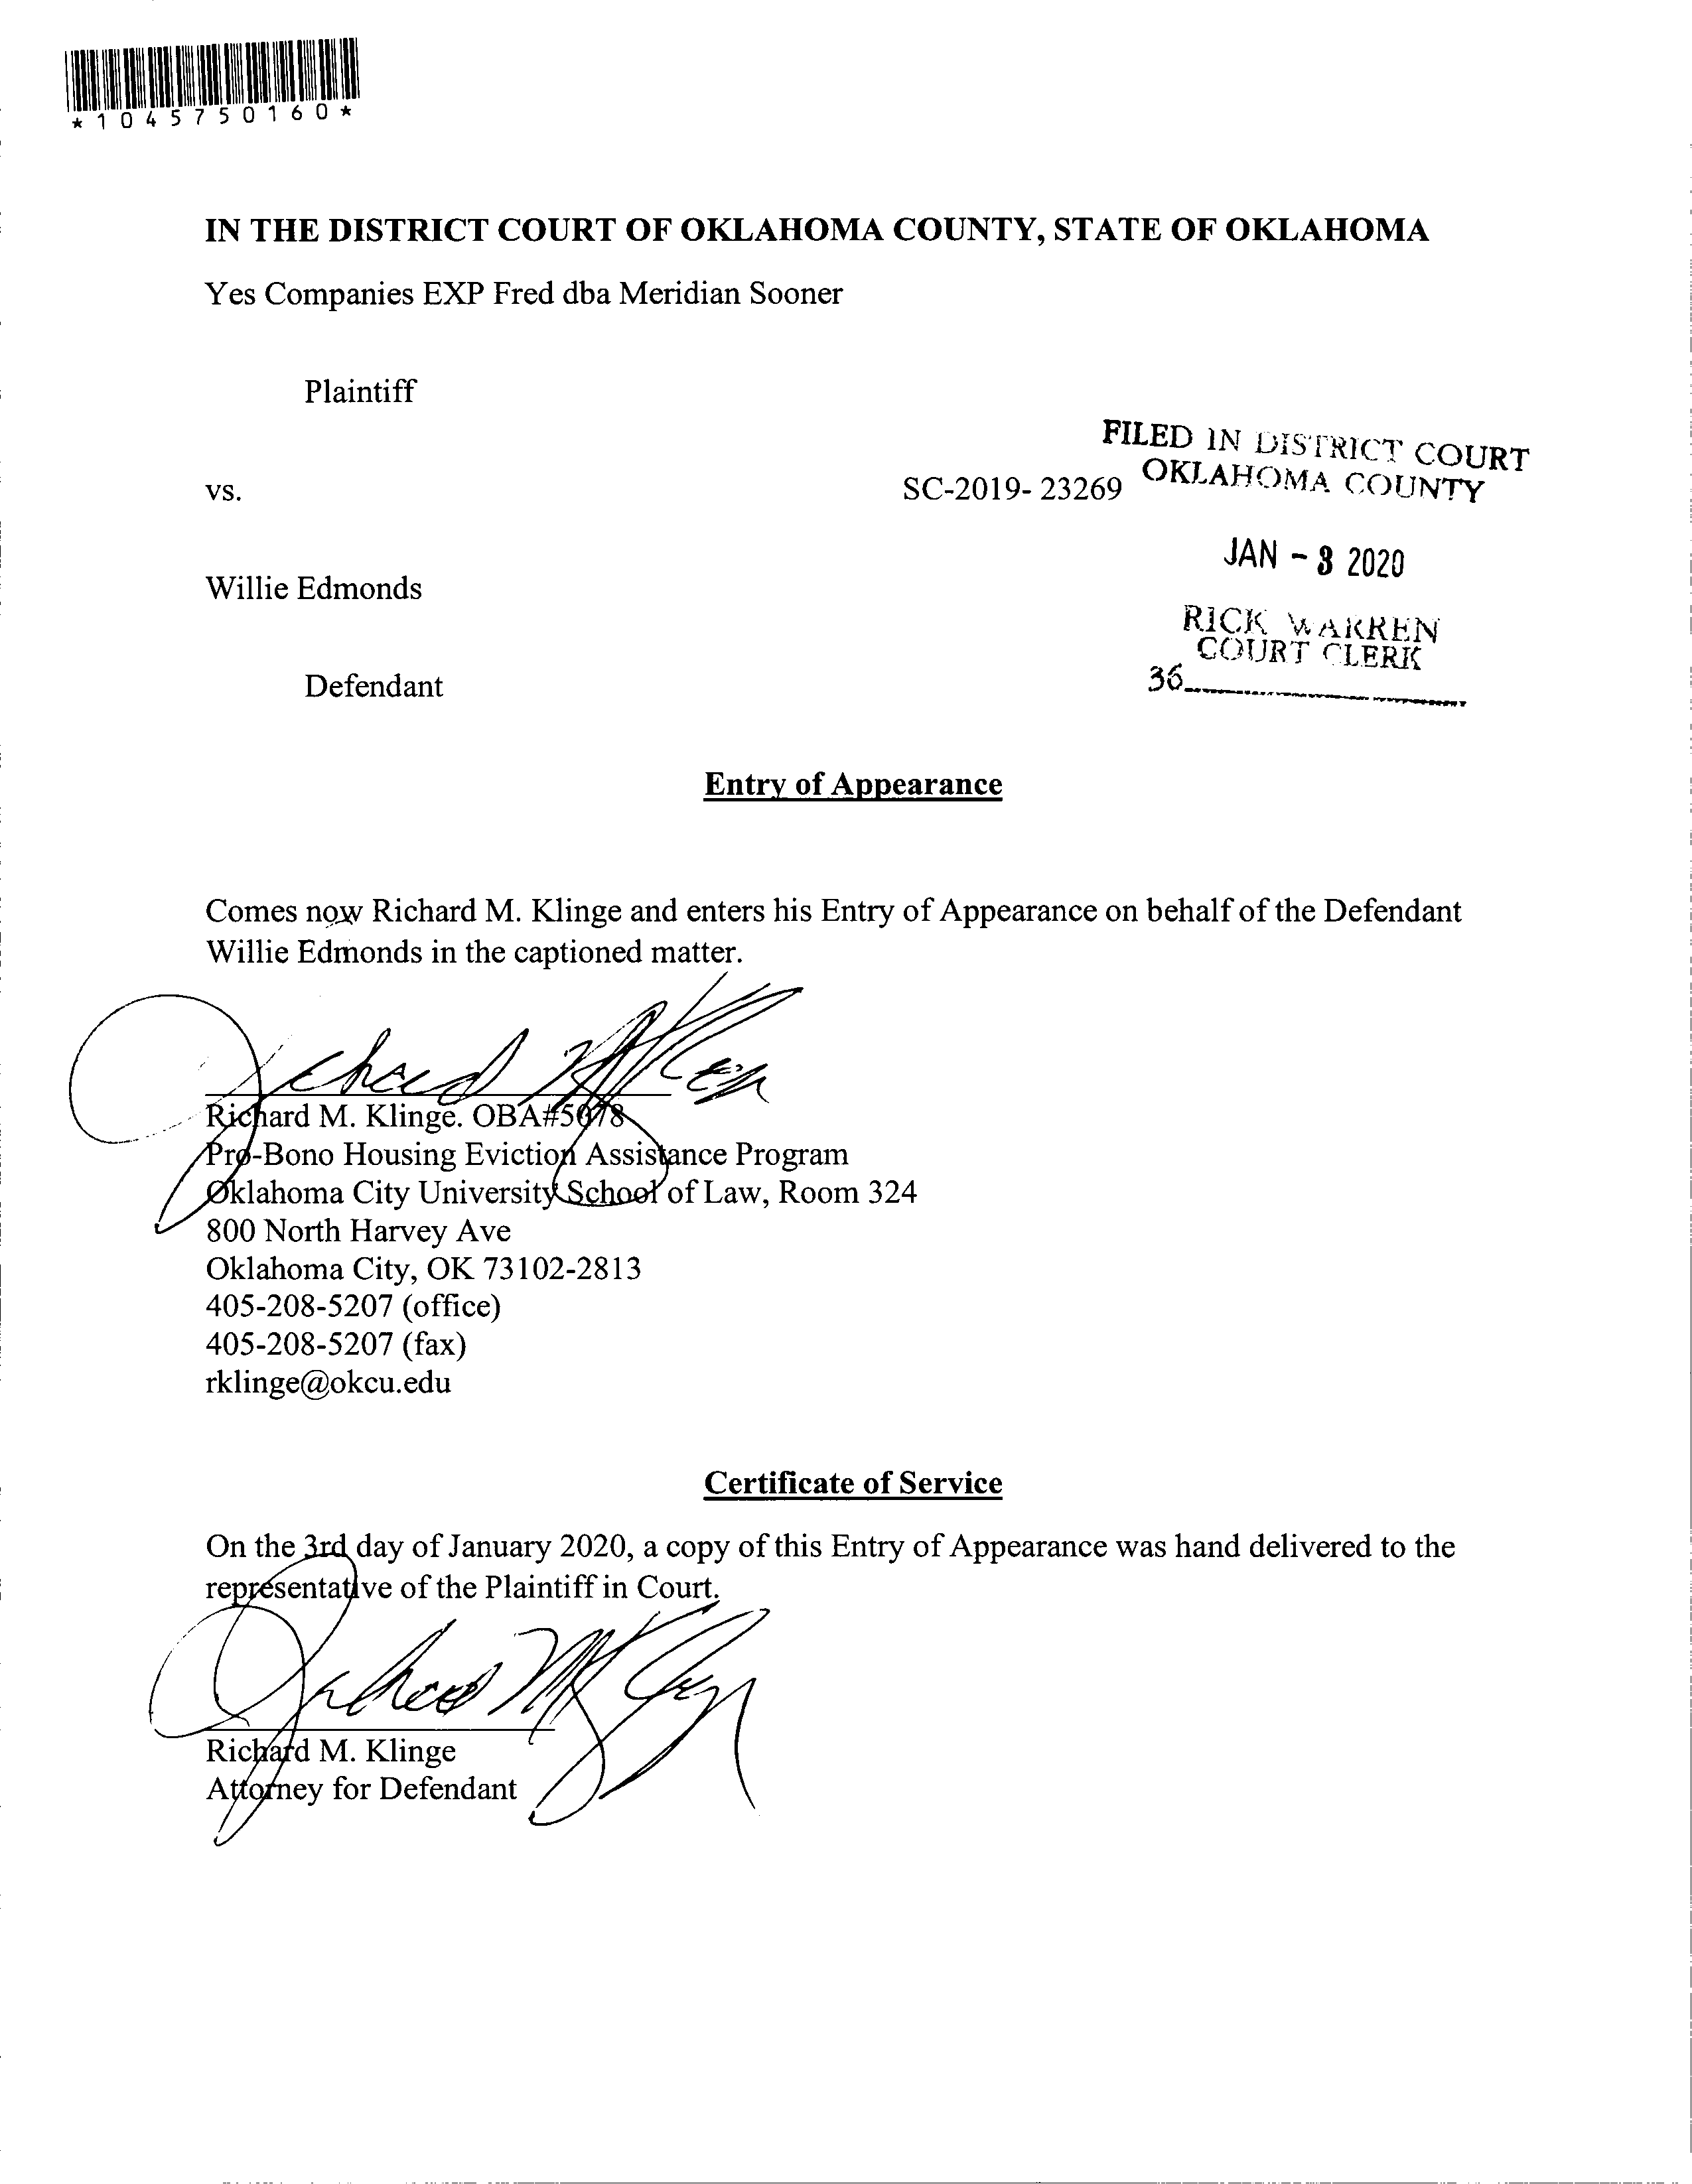 *1045750160*
IN THE DISTRICT COURT OF OKLAHOMA COUNTY, STATE OF OKLAHOMA
Yes Companies EXP Fred dba Meridian Sooner
Plaintiff
FILED IN DISTRICT COURT
OKLAHOMA COUNTY
vs.
SC-2019- 23269
JAN - 3 2020
Willie Edmonds
RICK WARREN
COURT CLERK
36
Defendant
Entry of Appearance
Comes now Richard M. Klinge and enters his Entry of Appearance on behalf of the Defendant
Willie Edmonds in the captioned matter.
Richard M. Klinge. OBA#5078
Pro-Bono Housing Eviction Assistance Program
Oklahoma City University School of Law, Room 324
800 North Harvey Ave
Oklahoma City, OK 73102-2813
405-208-5207 (office)
405-208-5207 (fax)
rklinge@okcu.edu
Certificate of Service
On the 3rd day of January 2020, a copy of this Entry of Appearance was hand delivered to the
representative of the Plaintiff in Court.
Richard M. Klinge
Attorney for Defendant